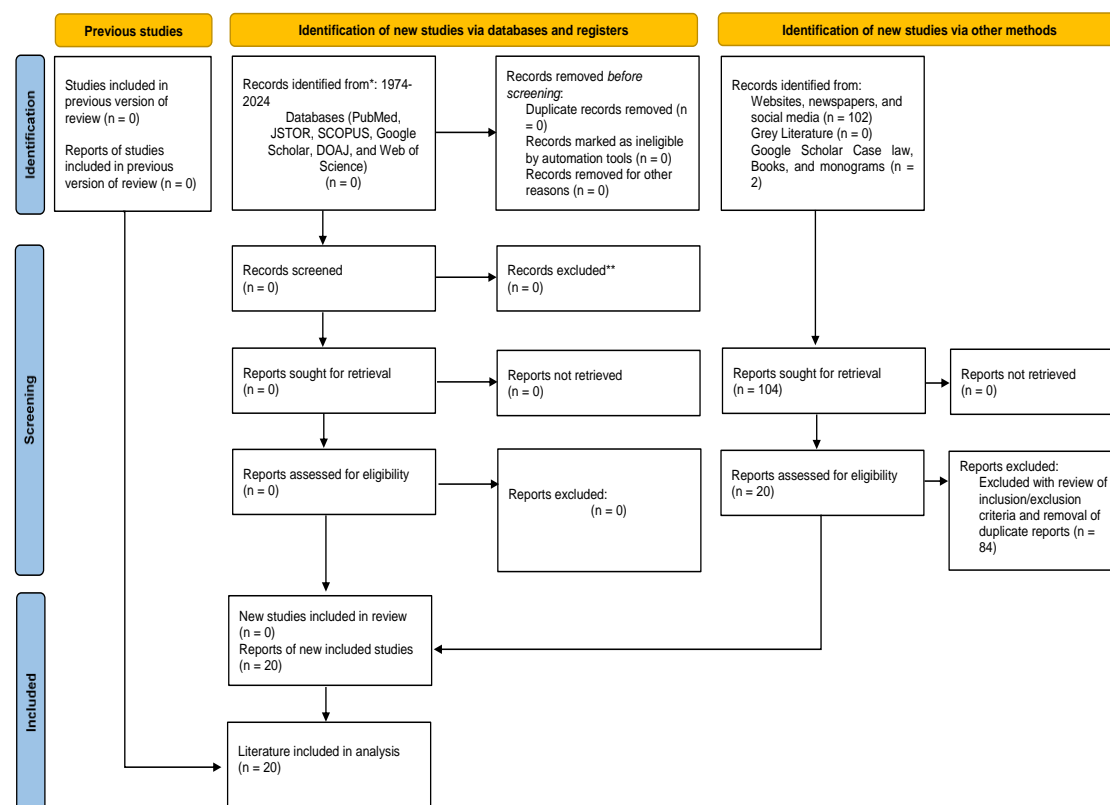 Previous studies
Identification of new studies via databases and registers
Identification of new studies via other methods
Identification
Studies included in
previous version of
review (n = 0)
Reports of studies
included in previous
version of review (n = 0)
Records identified from*: 1974-
2024
Databases (PubMed,
JSTOR, SCOPUS, Google
Scholar, DOAJ, and Web of
Science)
(n = 0)
Records removed before
screening:
Duplicate records removed (n
= 0)
Records marked as ineligible
by automation tools (n = 0)
Records removed for other
reasons (n = 0)
Records identified from:
Websites, newspapers, and
social media (n = 102)
Grey Literature (n = 0)
Google Scholar Case law,
Books, and monograms (n =
2)
Screening
Records screened
(n = 0)
Records excluded**
(n = 0)
Reports sought for retrieval
(n = 0)
Reports not retrieved
(n = 0)
Reports sought for retrieval
(n = 104)
Reports not retrieved
(n = 0)
Reports assessed for eligibility
(n = 0)
Reports excluded:
(n = 0)
Reports assessed for eligibility
(n = 20)
Reports excluded:
Excluded with review of
inclusion/exclusion
criteria and removal of
duplicate reports (n =
84)
Included
New studies included in review
(n = 0)
Reports of new included studies
(n = 20)
Literature included in analysis
(n = 20)